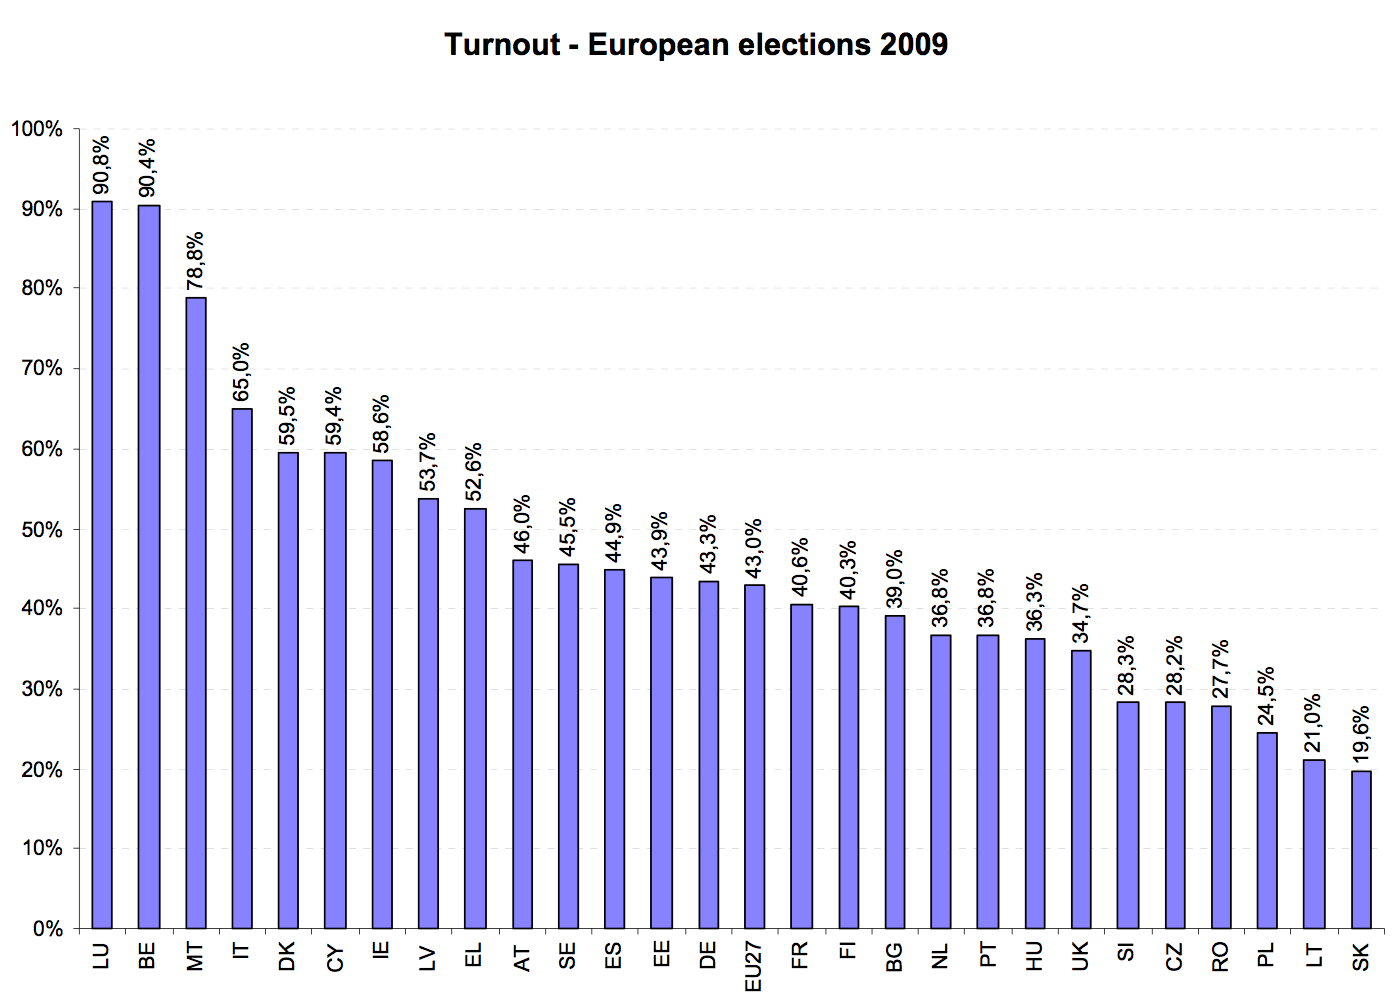 Turnout - European elections 2009
100%
90%
80%
70%
60%
50%
40%
30%
20%
10%
0%
90,8%
90,4%
78,8%
65,0%
59,5%
59,4%
58,6%
53,7%
52,6%
46,0%
45,5%
44,9%
43,9%
43,3%
43,0%
40,6%
40,3%
39,0%
36,8%
36,8%
36,3%
34,7%
28,3%
28,2%
27,7%
24,5%
21,0%
19,6%
LU
BE
MT
IT
DK
CY
IE
LV
EL
AT
SE
ES
EE
DE
EU27
FR
FI
BG
NL
PT
HU
UK
SI
CZ
RO
PL
LT
SK